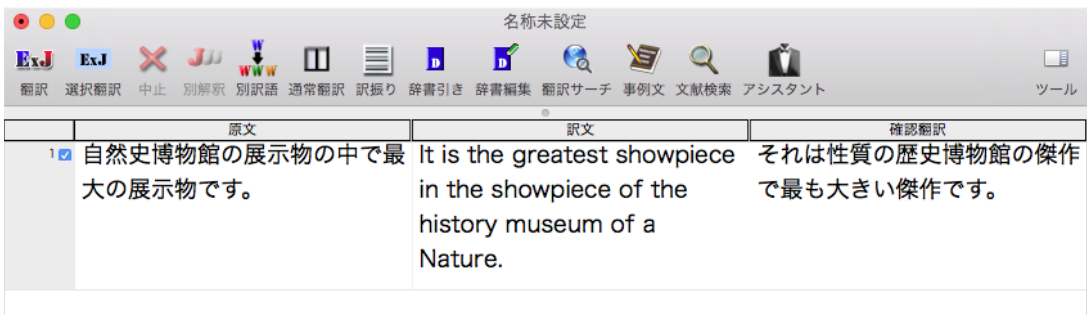 名称未設定
ExJ ExJ J W WWW D D
翻訳 選択翻訳 中止 別解釈 別訳語 通常翻訳 訳振り 辞書引き 辞書編集 翻訳サーチ 事例文 文献検索 アシスタント ツール
原文 訳文 確認翻訳
1
自然史博物館の展示物の中で最
大の展示物です。
It is the greatest showpiece
in the showpiece of the
history museum of a
Nature.
それは性質の歴史博物館の傑作
で最も大きい傑作です。